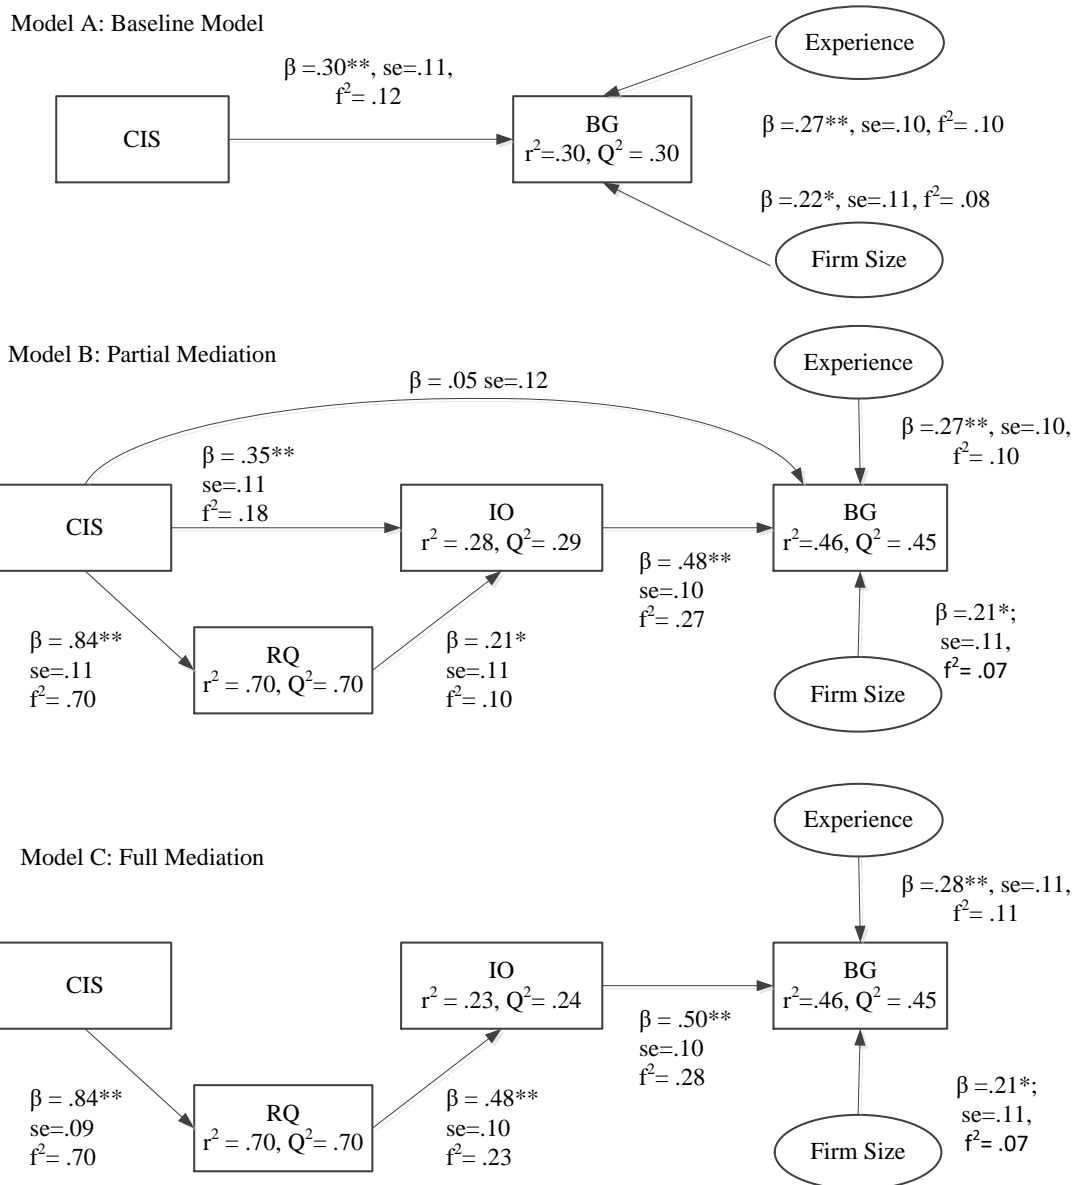 Model A: Baseline Model
Experience
β =.30**, se=.11,
f²= .12
CIS
BG
r²=.30, Q² = .30
β =.27**, se=.10, f²= .10
β =.22*, se=.11, f²= .08
Firm Size
Model B: Partial Mediation
Experience
β = .05 se=.12
β =.27**, se=.10,
f²= .10
β = .35**
se=.11
f²= .18
CIS
IO
r² = .28, Q²= .29
BG
r²=.46, Q² = .45
β = .48**
se=.10
f²= .27
β = .84**
se=.11
f²= .70
RQ
r² = .70, Q²= .70
β = .21*
se=.11
f²= .10
β =.21*;
se=.11,
f²= .07
Firm Size
Experience
Model C: Full Mediation
β =.28**, se=.11,
f²= .11
CIS
IO
r² = .23, Q²= .24
BG
r²=.46, Q² = .45
β = .50**
se=.10
f²= .28
β = .84**
se=.09
f²= .70
RQ
r² = .70, Q²= .70
β = .48**
se=.10
f²= .23
β =.21*;
se=.11,
f²= .07
Firm Size